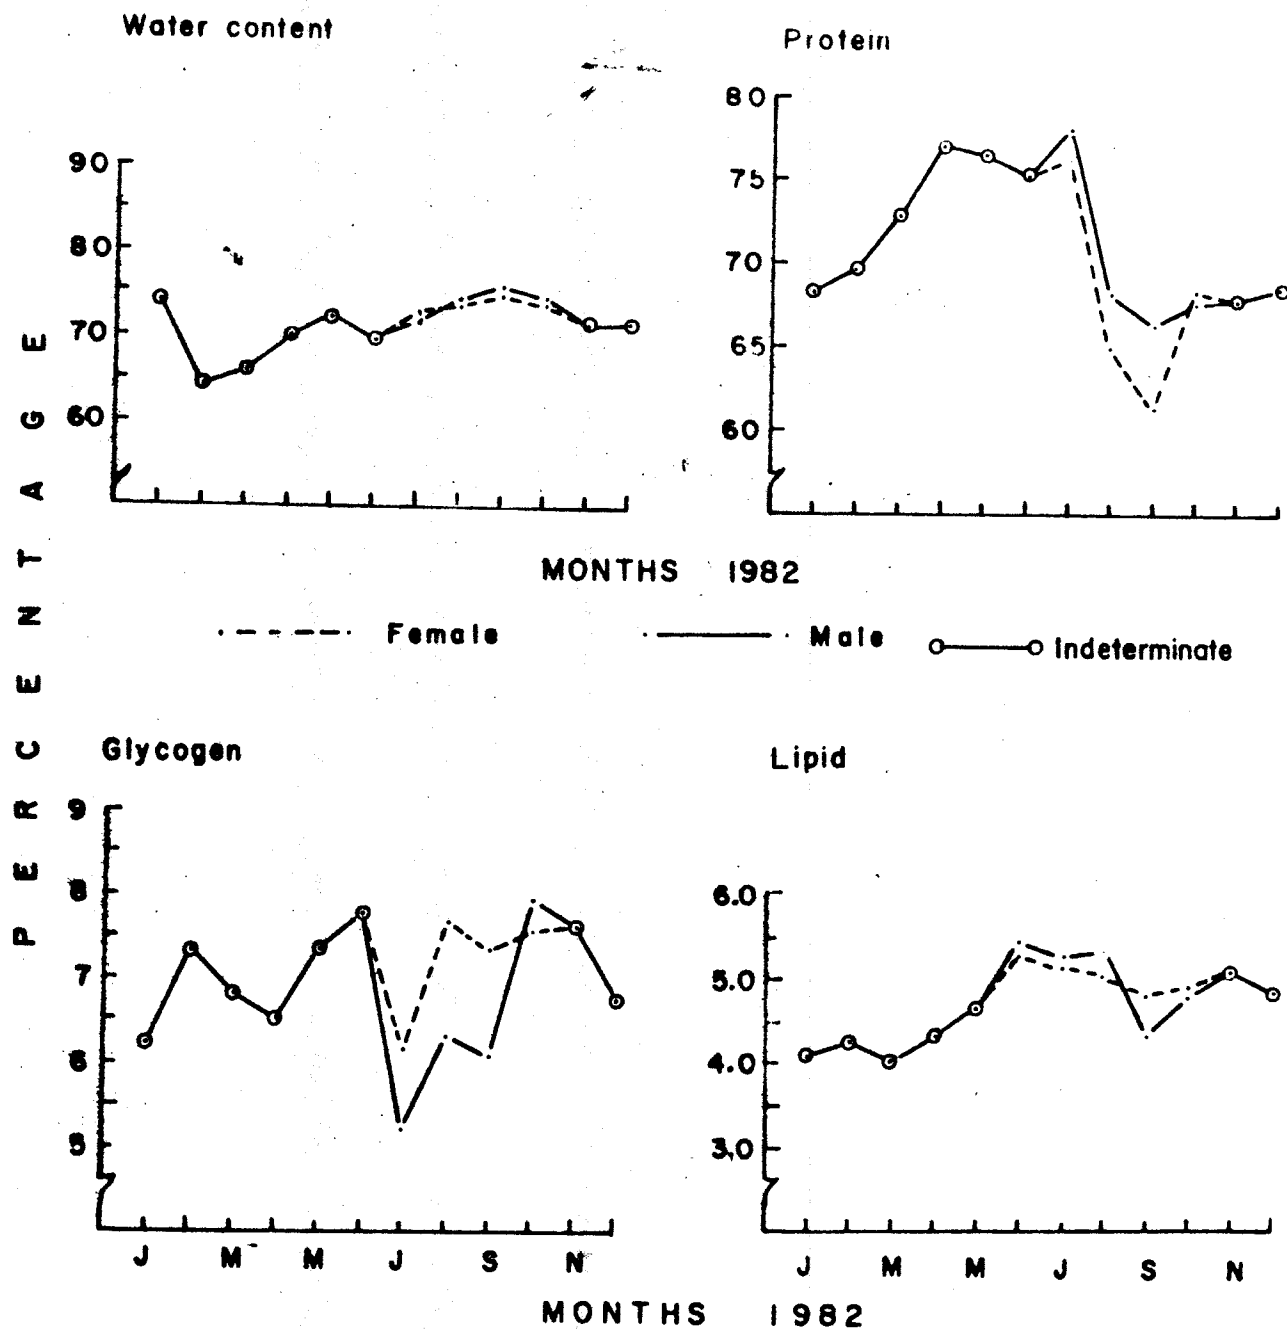 Water content
90
80
70
60
Protein
80
75
70
65
60
PERCENTAGE
MONTHS 1982
Female
Male
Indeterminate
Glycogen
9
8
7
6
5
J M M J S N
Lipid
6.0
5.0
4.0
3.0
J M M J S N
MONTHS 1982